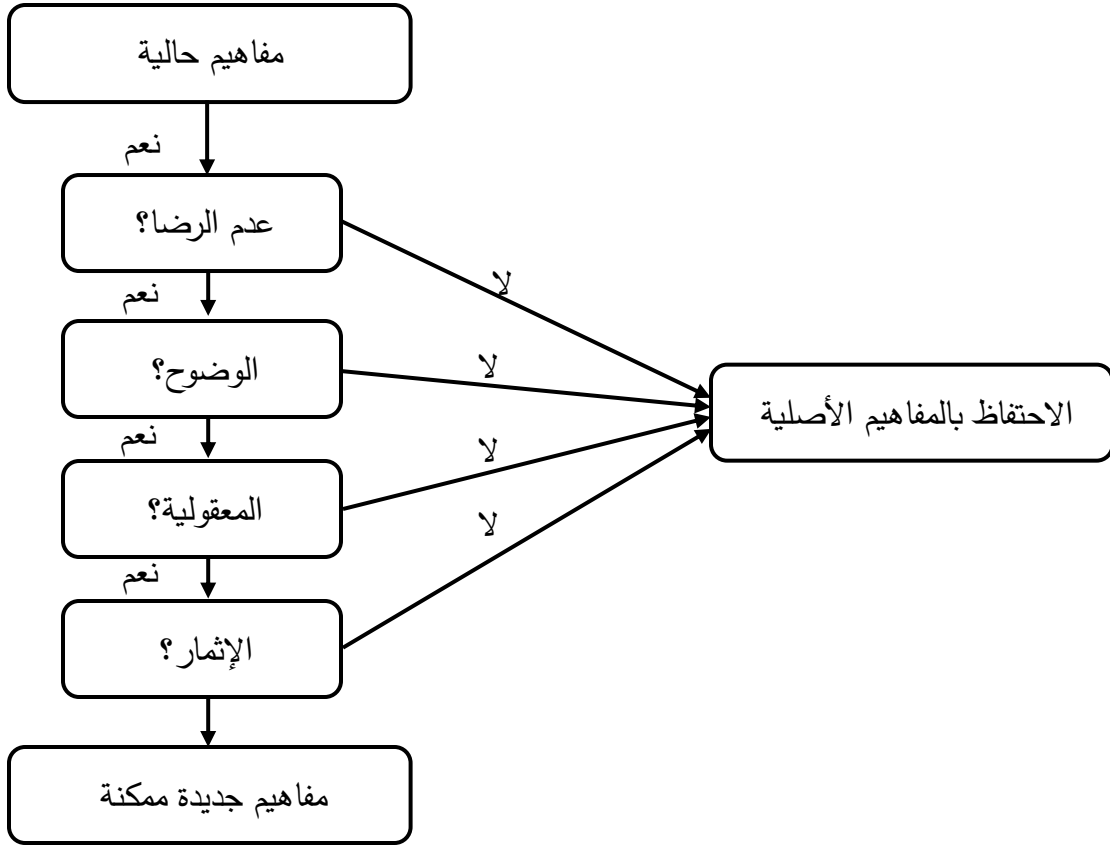 مفاهيم حالية
نعم
عدم الرضا؟
لا
نعم
الوضوح؟
لا
الاحتفاظ بالمفاهيم الأصلية
نعم
لا
المعقولية؟
لا
نعم
الإثمار؟
مفاهيم جديدة ممكنة